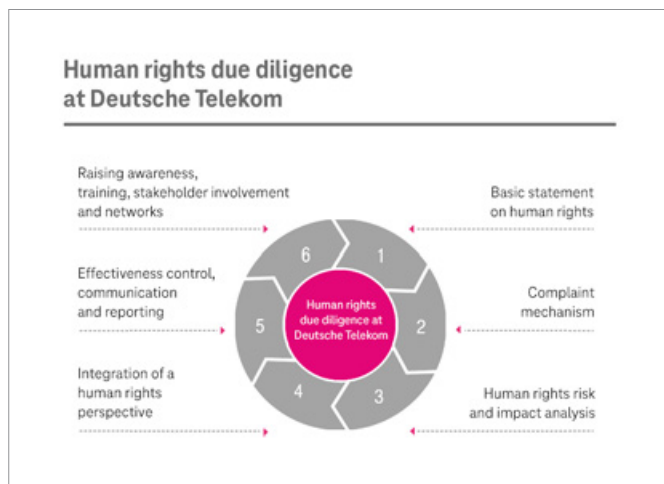 Human rights due diligence
at Deutsche Telekom
Raising awareness,
training, stakeholder involvement
and networks
Basic statement
on human rights
6
1
Effectiveness control,
communication
and reporting
Human rights
due diligence at
Deutsche Telekom
Complaint
mechanism
5
2
Integration of a
human rights
perspective
Human rights risk
and impact analysis
4
3